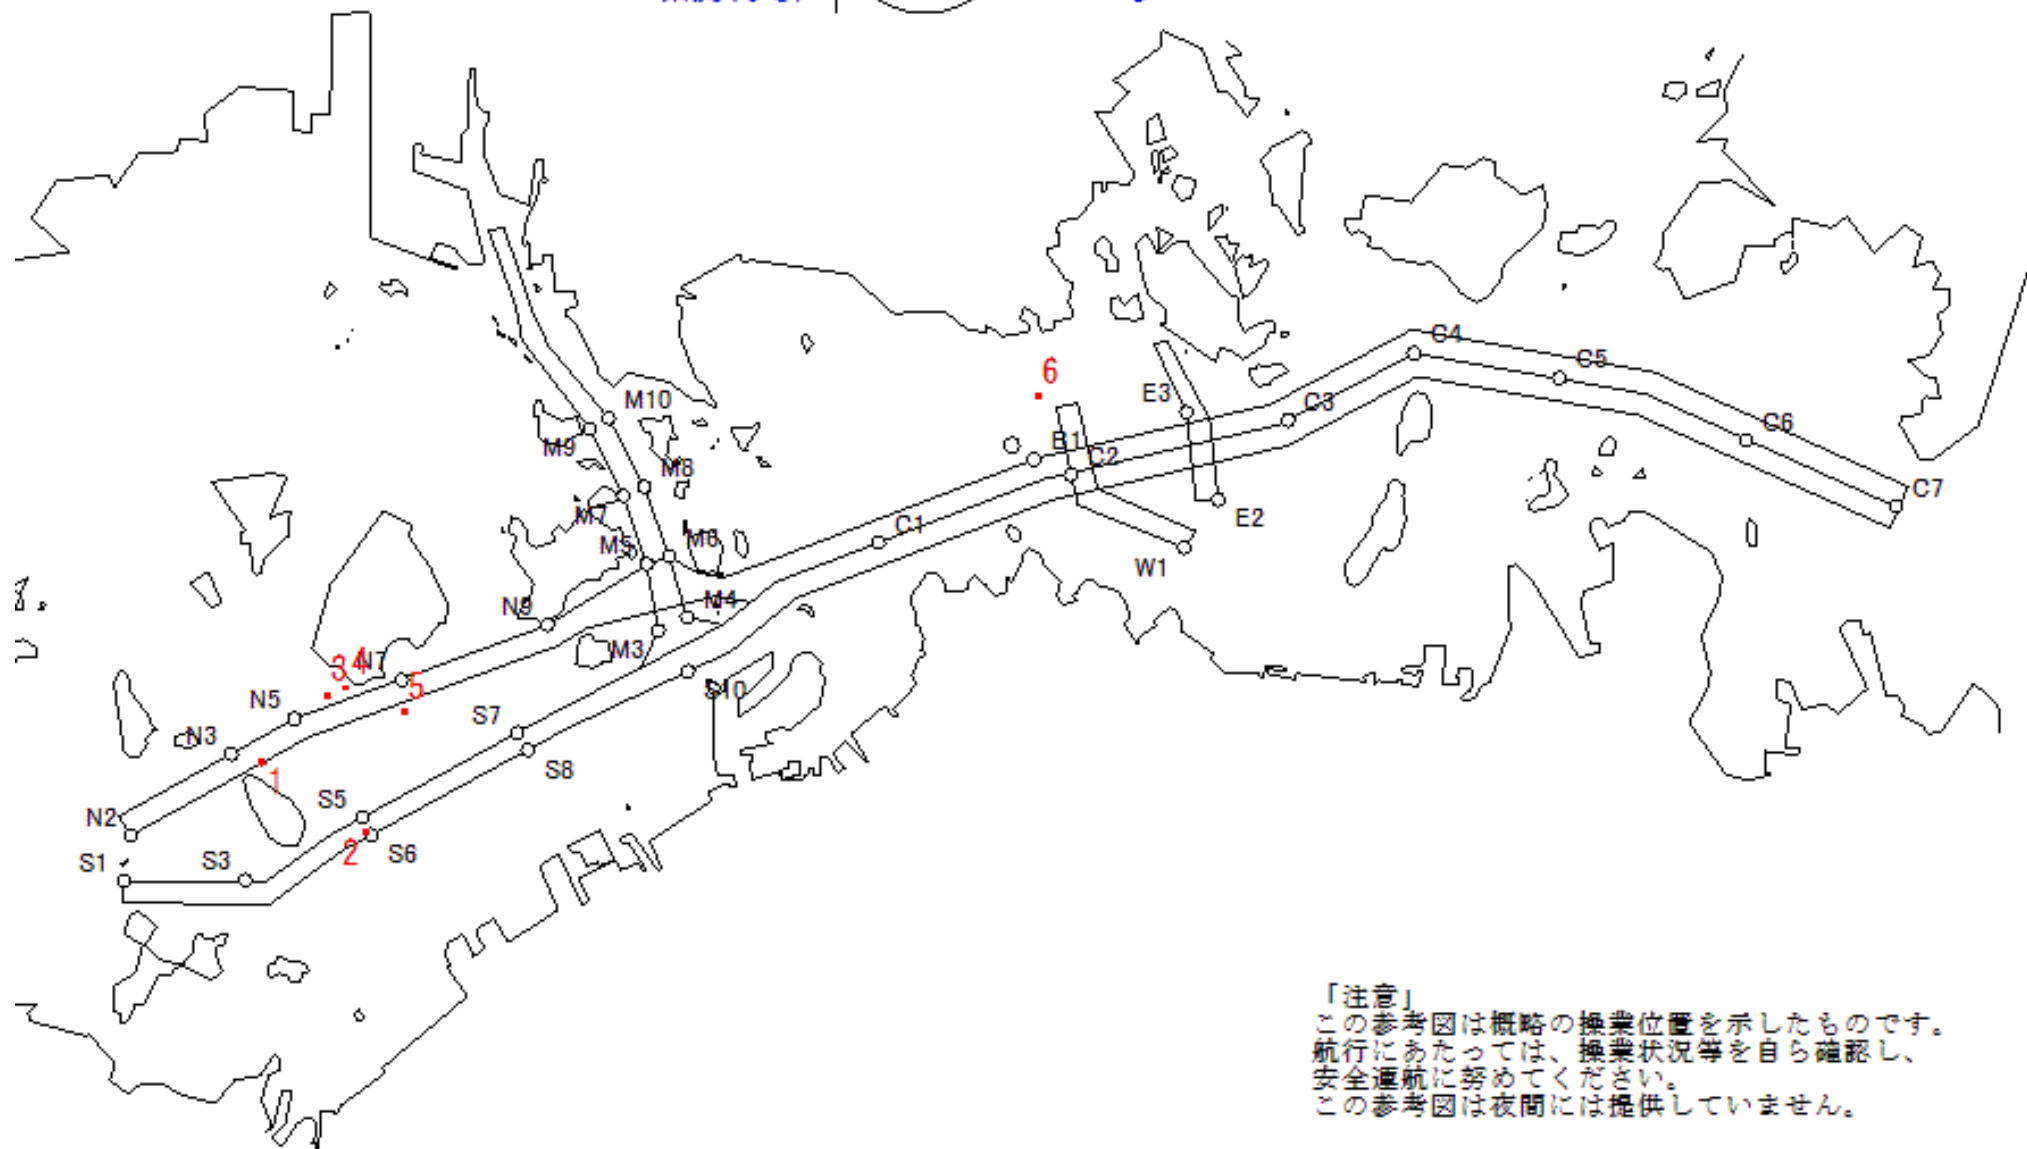 6
C4
C5
E3
M10
C3
C6
M9
B1
C2
M8
C7
M7
E2
C1
M5
M6
W1
N9
M4
M3
3
4
N7
5
S10
N5
S7
N3
1
S8
S5
N2
2
S6
S1
S3
「注意」
この参考図は概略の操業位置を示したものです。
航行にあたっては、操業状況等を自ら確認し、
安全運航に努めてください。
この参考図は夜間には提供していません。